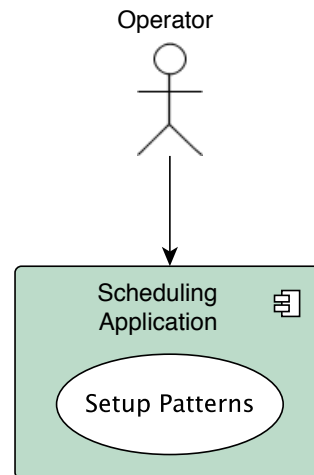 Operator
Scheduling
Application
Setup Patterns